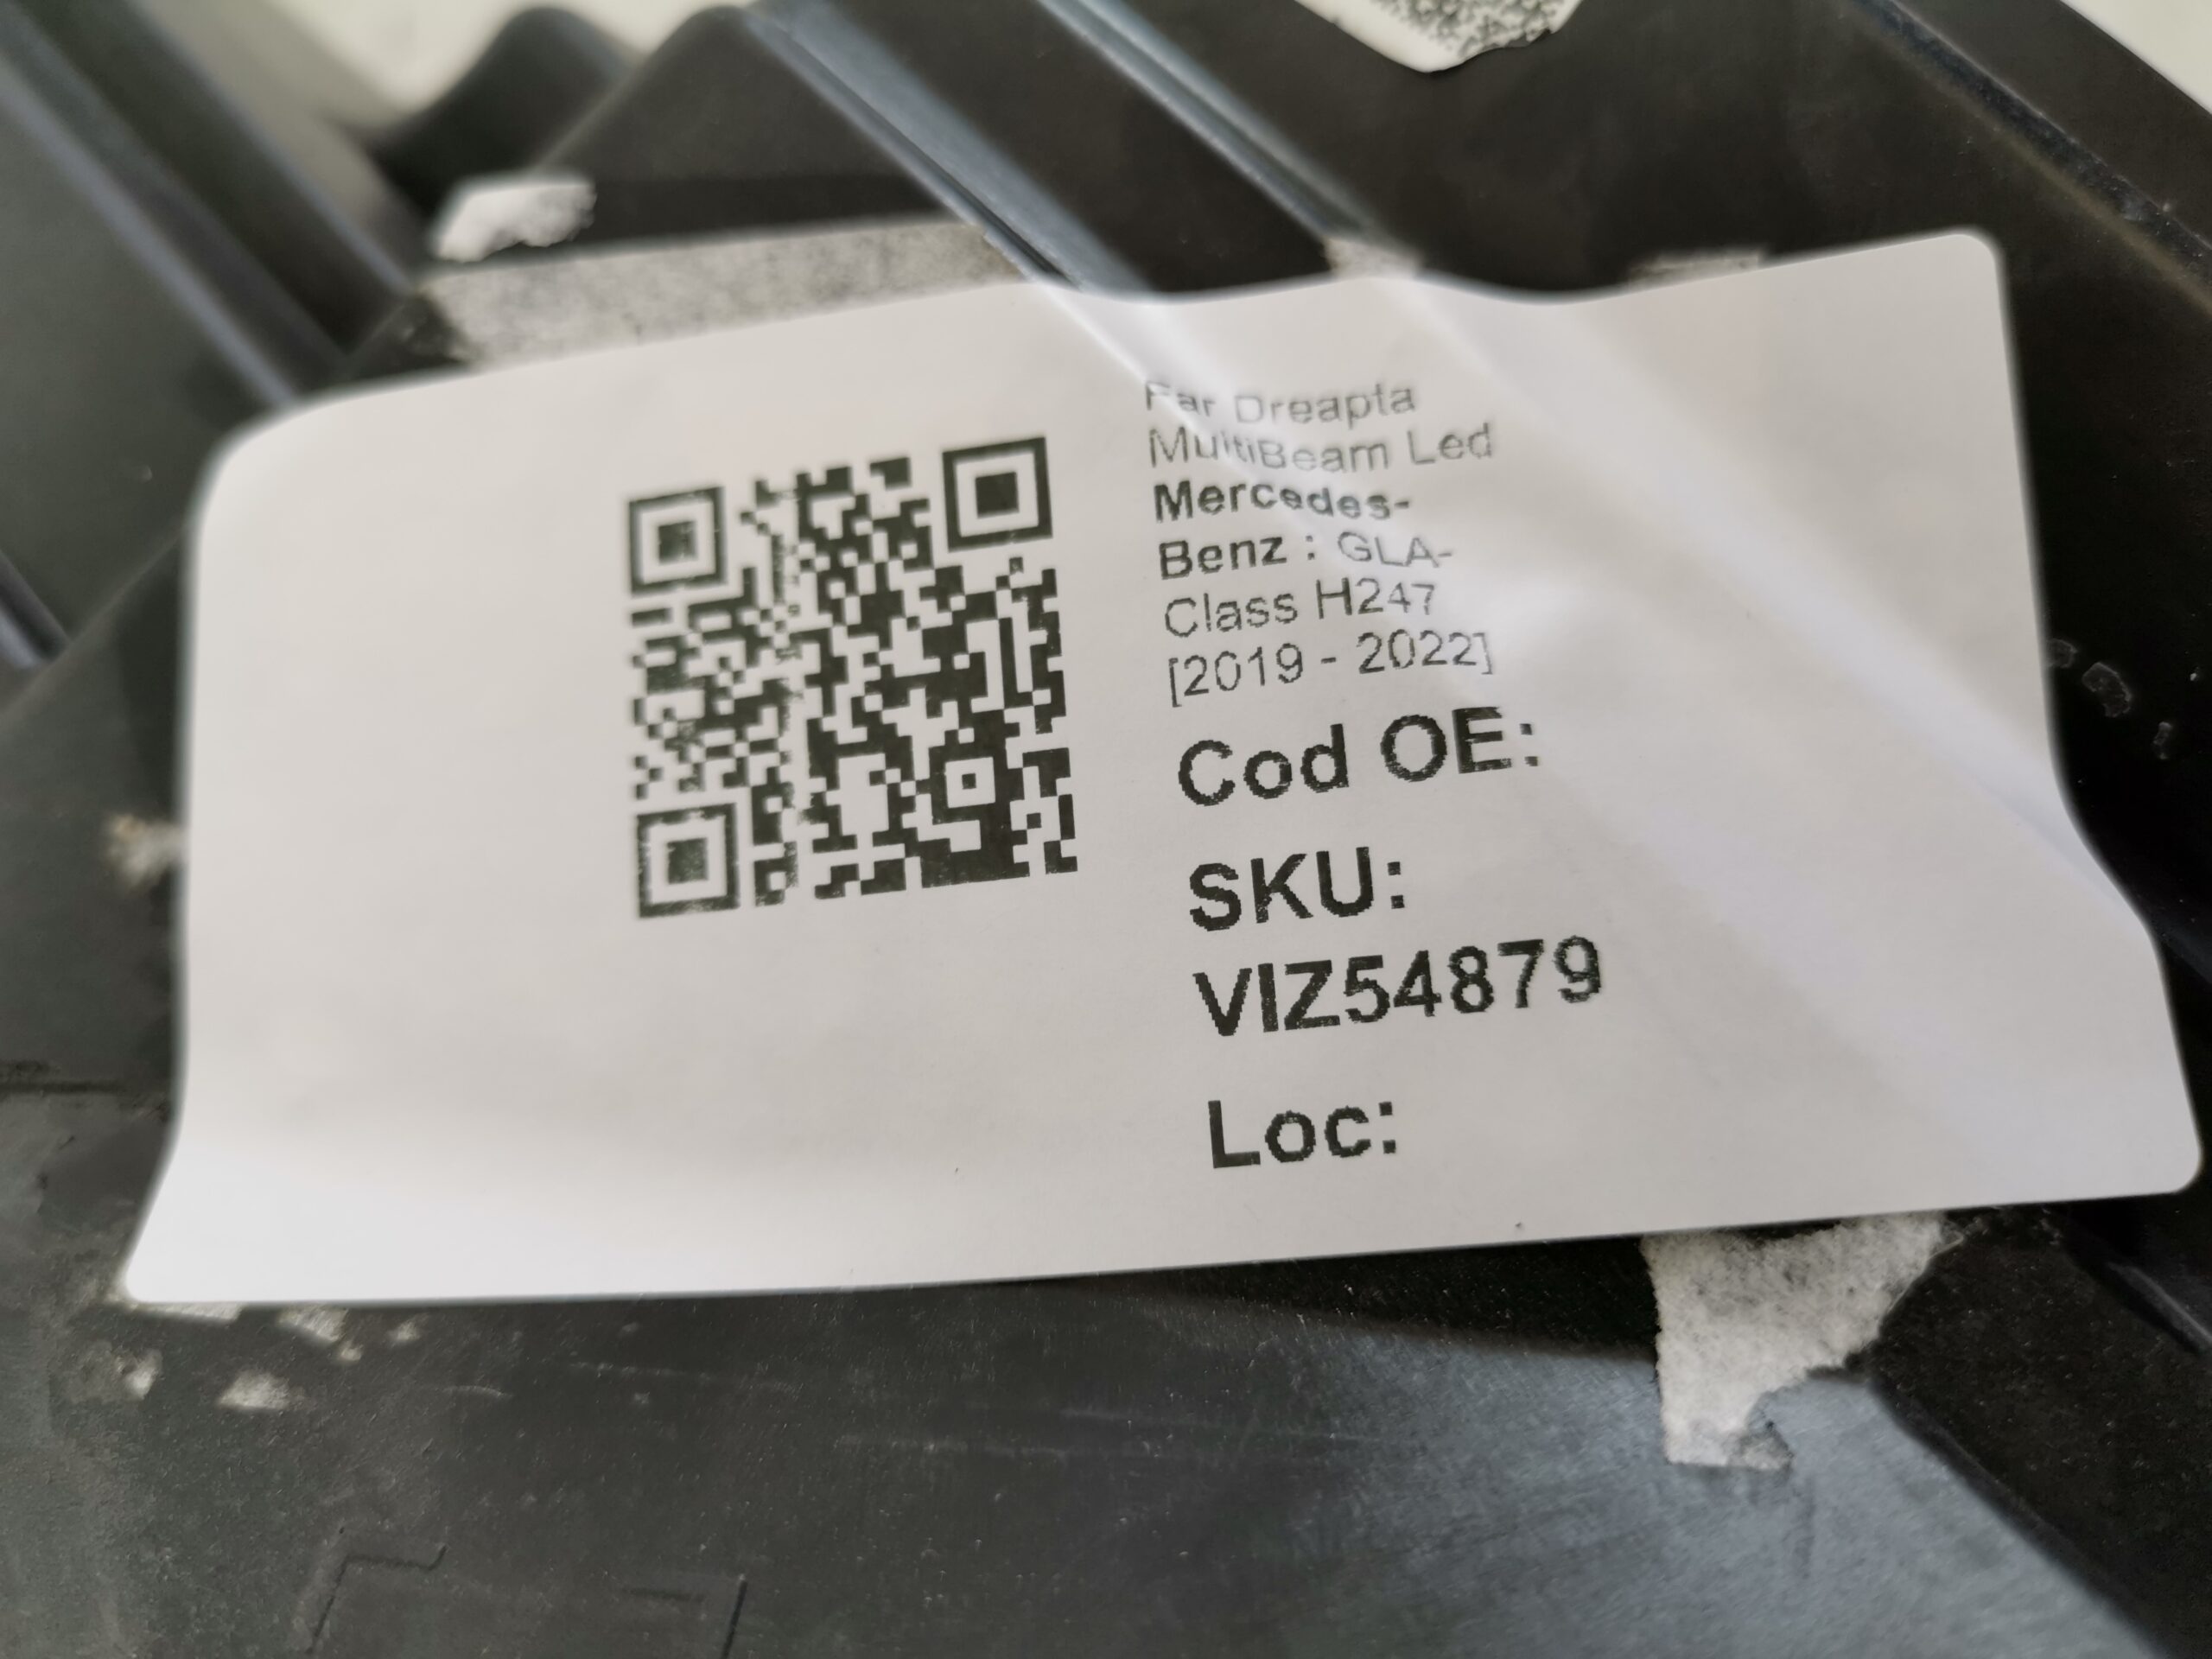 Far Dreapta
MultiBeam Led
Mercedes-
Benz : GLA-
Class H247
[2019 - 2022]
Cod OE:
SKU:
VIZ54879
Loc: